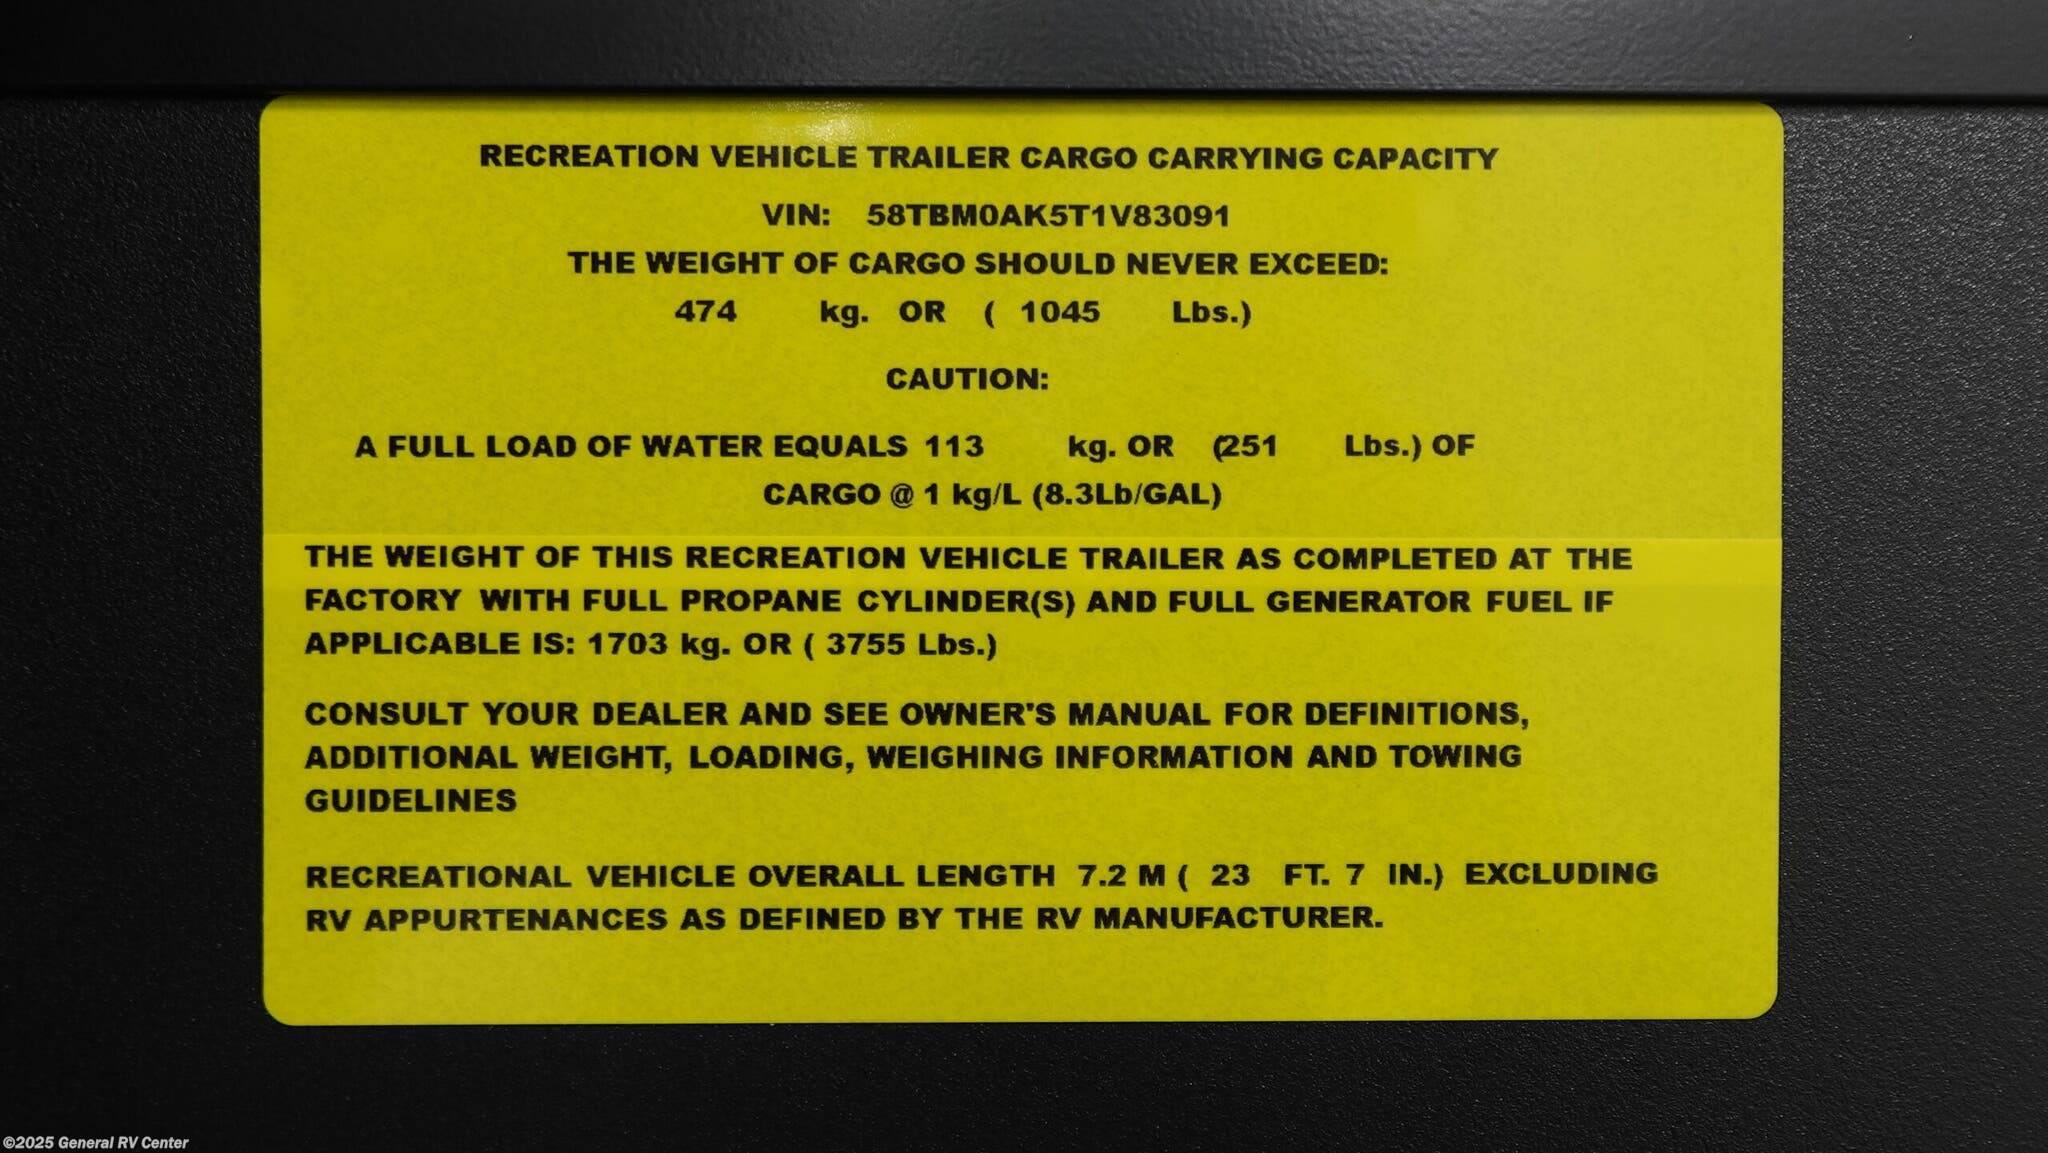 RECREATION VEHICLE TRAILER CARGO CARRYING CAPACITY
VIN: 58TBM0AK5T1V83091
THE WEIGHT OF CARGO SHOULD NEVER EXCEED:
474 kg. OR ( 1045 Lbs.)
CAUTION:
A FULL LOAD OF WATER EQUALS 113 kg. OR (251 Lbs.) OF
CARGO @ 1 kg/L (8.3Lb/GAL)
THE WEIGHT OF THIS RECREATION VEHICLE TRAILER AS COMPLETED AT THE
FACTORY WITH FULL PROPANE CYLINDER(S) AND FULL GENERATOR FUEL IF
APPLICABLE IS: 1703 kg. OR ( 3755 Lbs.)
CONSULT YOUR DEALER AND SEE OWNER'S MANUAL FOR DEFINITIONS,
ADDITIONAL WEIGHT, LOADING, WEIGHING INFORMATION AND TOWING
GUIDELINES
RECREATIONAL VEHICLE OVERALL LENGTH 7.2 M ( 23 FT. 7 IN.) EXCLUDING
RV APPURTENANCES AS DEFINED BY THE RV MANUFACTURER.
©2025 General RV Center